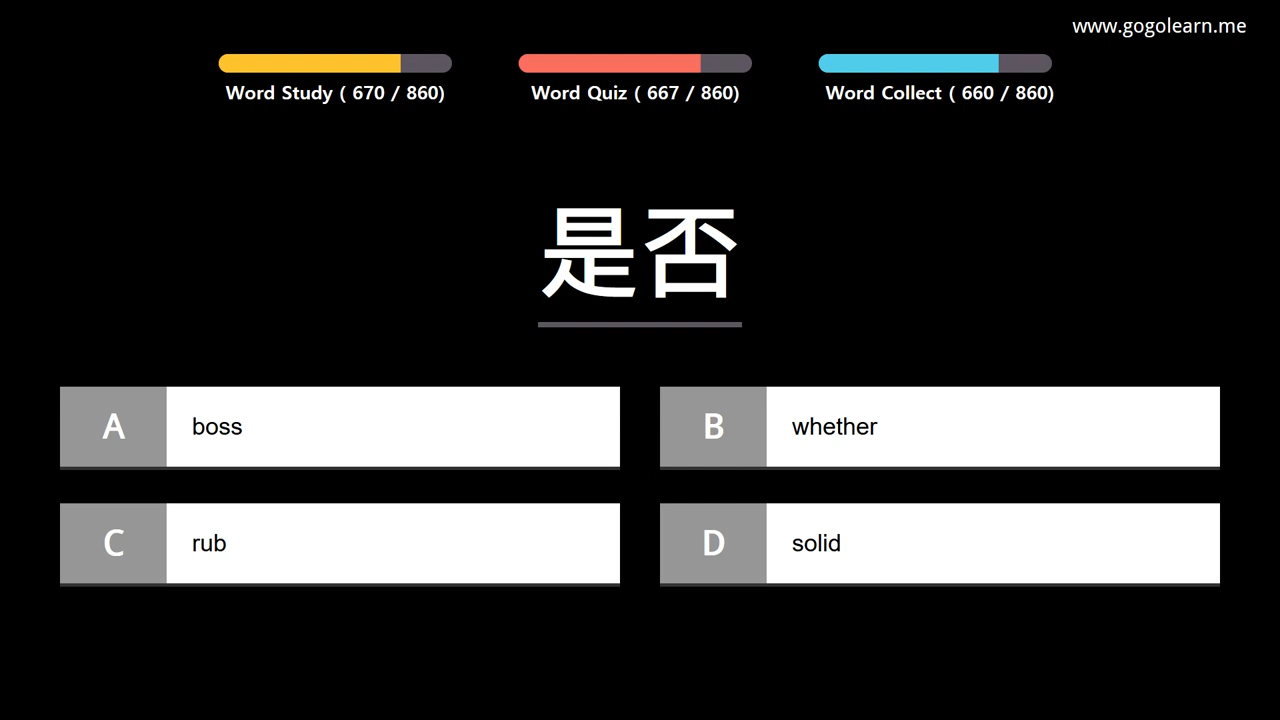 www.gogolearn.me
Word Study ( 670 / 860)
Word Quiz ( 667 / 860)
Word Collect ( 660 / 860)
是否
A boss
B whether
C rub
D solid